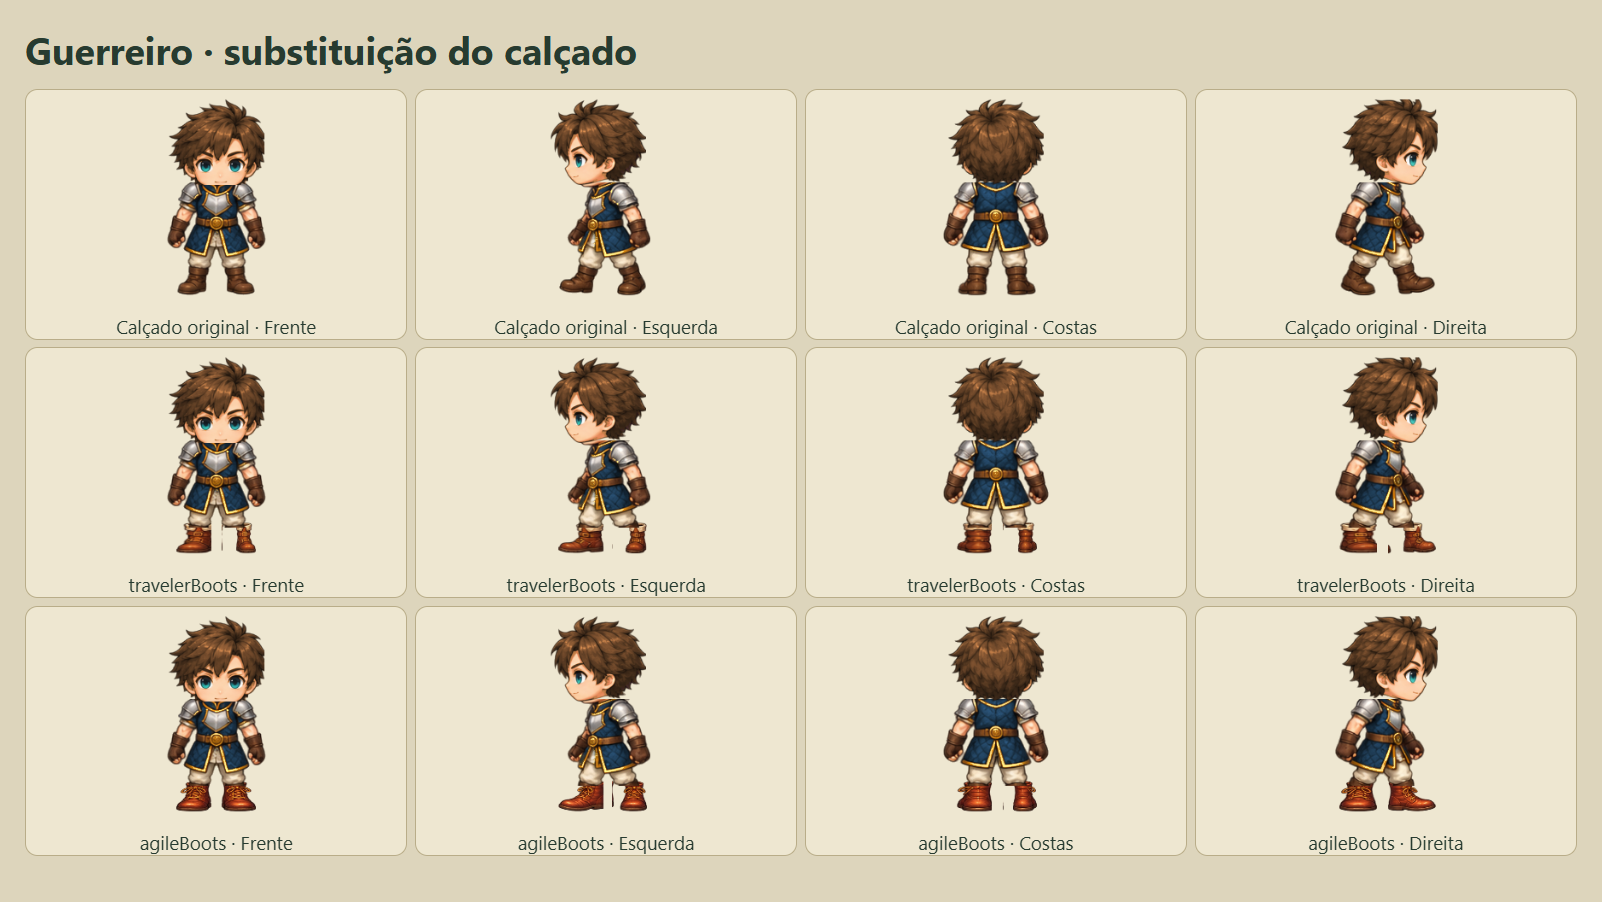 Guerreiro · substituição do calçado
Calçado original · Frente
Calçado original · Esquerda
Calçado original · Costas
Calçado original · Direita
travelerBoots · Frente
travelerBoots · Esquerda
travelerBoots · Costas
travelerBoots · Direita
agileBoots · Frente
agileBoots · Esquerda
agileBoots · Costas
agileBoots · Direita